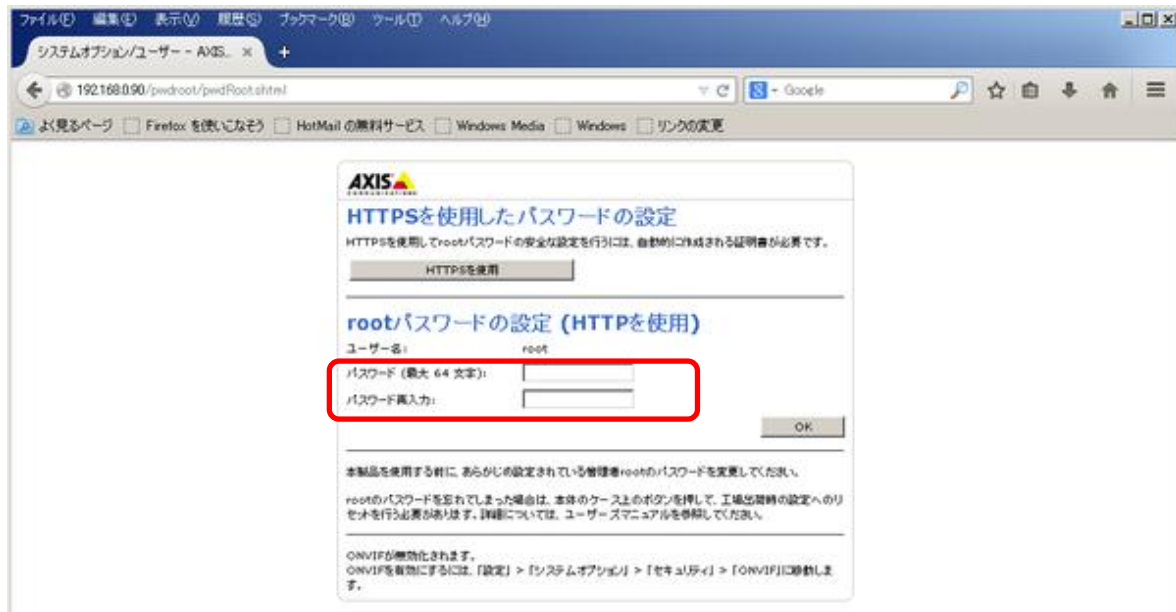 ファイル(F) 編集(E) 表示(V) 履歴(S) ブックマーク(B) ツール(T) ヘルプ(H)
システムオプション/ユーザー - AXIS... × +
192.168.0.90/pwdroot/pwdRoot.shtml Google
よく見るページ Firefox を使いこなそう HotMail の無料サービス Windows Media Windows リンクの変更
AXIS
COMMUNICATIONS
HTTPSを使用したパスワードの設定
HTTPSを使用してrootパスワードの安全な設定を行うには、自動的に作成される証明書が必要です。
HTTPSを使用
rootパスワードの設定 (HTTPを使用)
ユーザー名: root
パスワード (最大 64 文字):
パスワード再入力:
OK
本製品を使用する前に、あらかじめ設定されている管理者rootのパスワードを変更してください。
rootのパスワードを忘れてしまった場合は、本体のケース上のボタンを押して、工場出荷時の設定へのリ
セットを行う必要があります。詳細については、ユーザーズマニュアルを参照してください。
ONVIFが無効化されます。
ONVIFを有効にするには、「設定」 > 「システムオプション」 > 「セキュリティ」 > 「ONVIF」に移動しま
す。